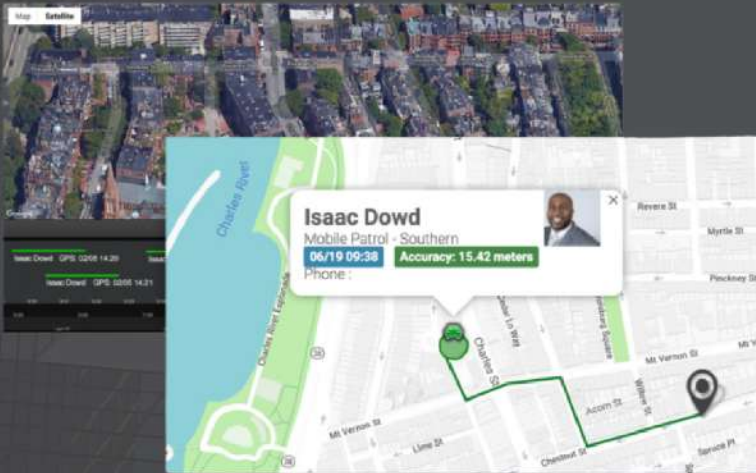 Map Satellite
Google
Isaac Dowd GPS: 02/05 14:20
Isaac Dowd GPS: 02/05 14:21
Isaac Dowd
Mobile Patrol - Southern
06/19 09:38 Accuracy: 15.42 meters
Phone :
Charles River
Charles River Esplanade
28
28
Charles St
Cedar Ln Way
Revere St
Myrtle St
Pinckney St
Mt Vernon St
Mt Vernon St
Willow St
Acorn St
Lime St
Chestnut St
Spruce Pl